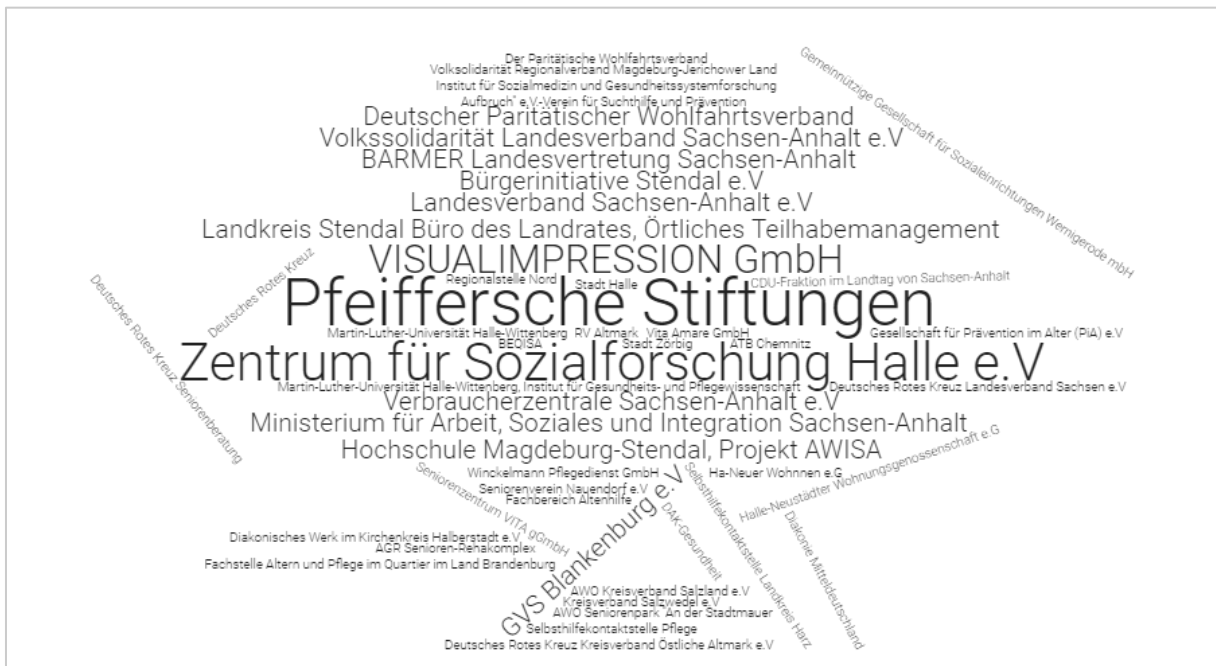 Der Paritätische Wohlfahrtsverband
Volksolidarität Regionalverband Magdeburg-Jerichower Land
Institut für Sozialmedizin und Gesundheitssystemforschung
Aufbruch" e.V.-Verein für Suchthilfe und Prävention
Deutscher Paritätischer Wohlfahrtsverband
Volkssolidarität Landesverband Sachsen-Anhalt e.V
BARMER Landesvertretung Sachsen-Anhalt
Bürgerinitiative Stendal e.V
Landesverband Sachsen-Anhalt e.V
Gemeinnützige Gesellschaft für Sozialeinrichtungen Wernigerode mbH
Landkreis Stendal Büro des Landrates, Örtliches Teilhabemanagement
VISUALIMPRESSION GmbH
Deutsches Rotes Kreuz
Regionalstelle Nord
Stadt Halle
CDU-Fraktion im Landtag von Sachsen-Anhalt
Pfeiffersche Stiftungen
Deutsches Rotes Kreuz Seniorenberatung
Martin-Luther-Universität Halle-Wittenberg
RV Altmark
Vita Amare GmbH
Gesellschaft für Prävention im Alter (PiA) e.V
BEQISA
Stadt Zörbig
ATB Chemnitz
Zentrum für Sozialforschung Halle e.V
Martin-Luther-Universität Halle-Wittenberg, Institut für Gesundheits- und Pflegewissenschaft
Deutsches Rotes Kreuz Landesverband Sachsen e.V
Verbraucherzentrale Sachsen-Anhalt e.V
Ministerium für Arbeit, Soziales und Integration Sachsen-Anhalt
Hochschule Magdeburg-Stendal, Projekt AWISA
Halle-Neustädter Wohnungsgenossenschaft e.G
Winckelmann Pflegedienst GmbH
Ha-Neuer Wohnnen e.G
Seniorenzentrum VITA gGmbH
Seniorenverein Nauendorf e.V
Fachbereich Altenhilfe
GVS Blankenburg e.V
Selbsthilfekontaktstelle Landkreis Harz
DAK-Gesundheit
Diakonie Mitteldeutschland
Diakonisches Werk im Kirchenkreis Halberstadt e.V
AGR Senioren-Rehakomplex
Fachstelle Altern und Pflege im Quartier im Land Brandenburg
AWO Kreisverband Salzland e.V
Kreisverband Salzwedel e.V
AWO Seniorenpark "An der Stadtmauer
Selbsthilfekontaktstelle Pflege
Deutsches Rotes Kreuz Kreisverband Östliche Altmark e.V